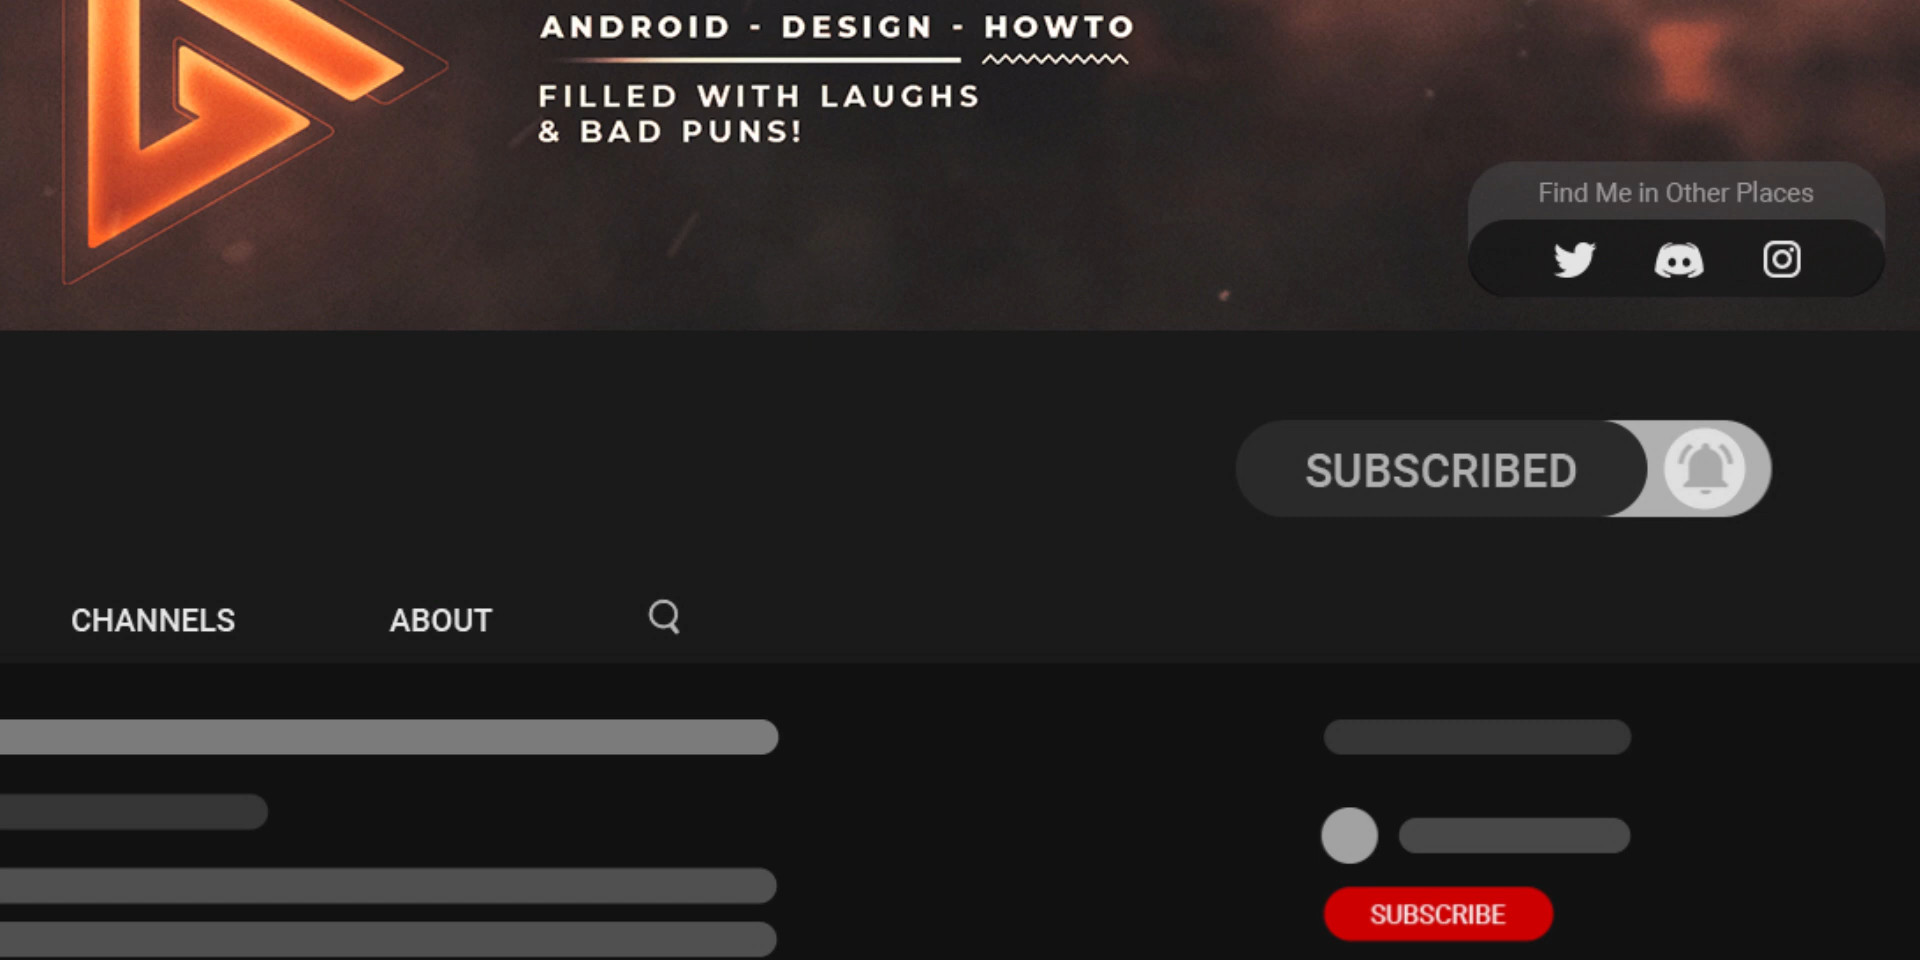 ANDROID - DESIGN - HOWTO
FILLED WITH LAUGHS
& BAD PUNS!
Find Me in Other Places
SUBSCRIBED
CHANNELS ABOUT
SUBSCRIBE